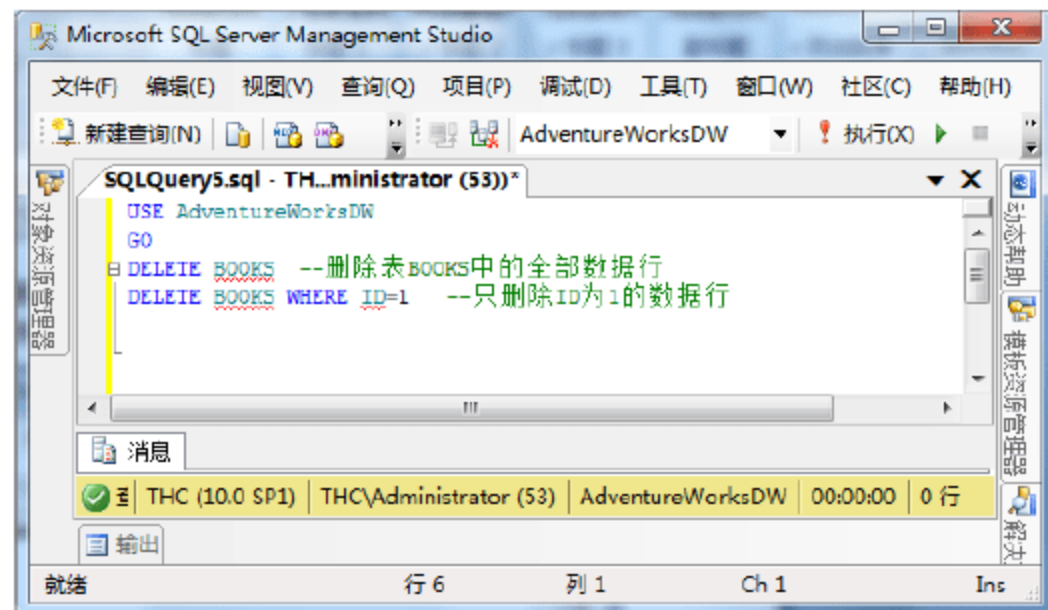 Microsoft SQL Server Management Studio
文件(F) 编辑(E) 视图(V) 查询(Q) 项目(P) 调试(D) 工具(T) 窗口(W) 社区(C) 帮助(H)
新建查询(N) AdventureWorksDW 执行(X)
SQLQuery5.sql - TH...ministrator (53))*
USE AdventureWorksDW
GO
DELETE BOOKS --删除表BOOKS中的全部数据行
DELETE BOOKS WHERE ID=1 --只删除ID为1的数据行
对象资源管理器
动态帮助
模板资源管理器
解决
消息
THC (10.0 SP1) THC\Administrator (53) AdventureWorksDW 00:00:00 0 行
输出
就绪 行 6 列 1 Ch 1 Ins